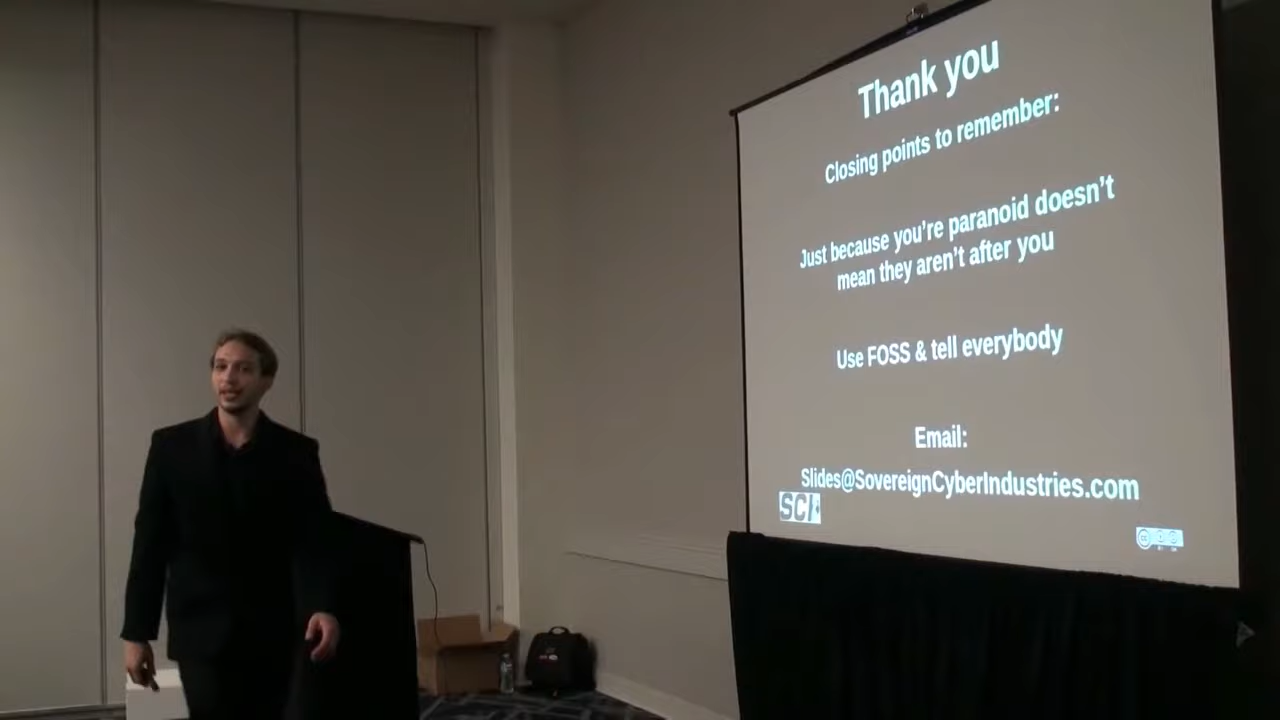 Thank you
Closing points to remember:
Just because you're paranoid doesn't
mean they aren't after you
Use FOSS & tell everybody
Email:
Slides@SovereignCyberIndustries.com
SCI
cc